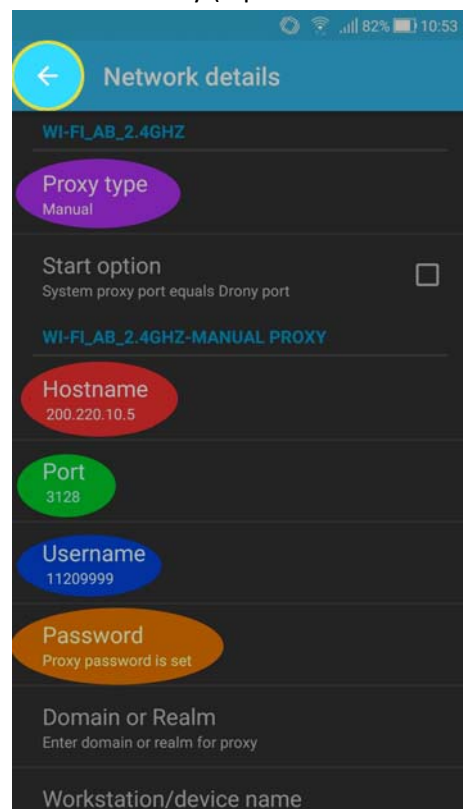 82% 10:53
Network details
WI-FI_AB_2.4GHZ
Proxy type
Manual
Start option
System proxy port equals Drony port
WI-FI_AB_2.4GHZ-MANUAL PROXY
Hostname
200.220.10.5
Port
3128
Username
11209999
Password
Proxy password is set
Domain or Realm
Enter domain or realm for proxy
Workstation/device name